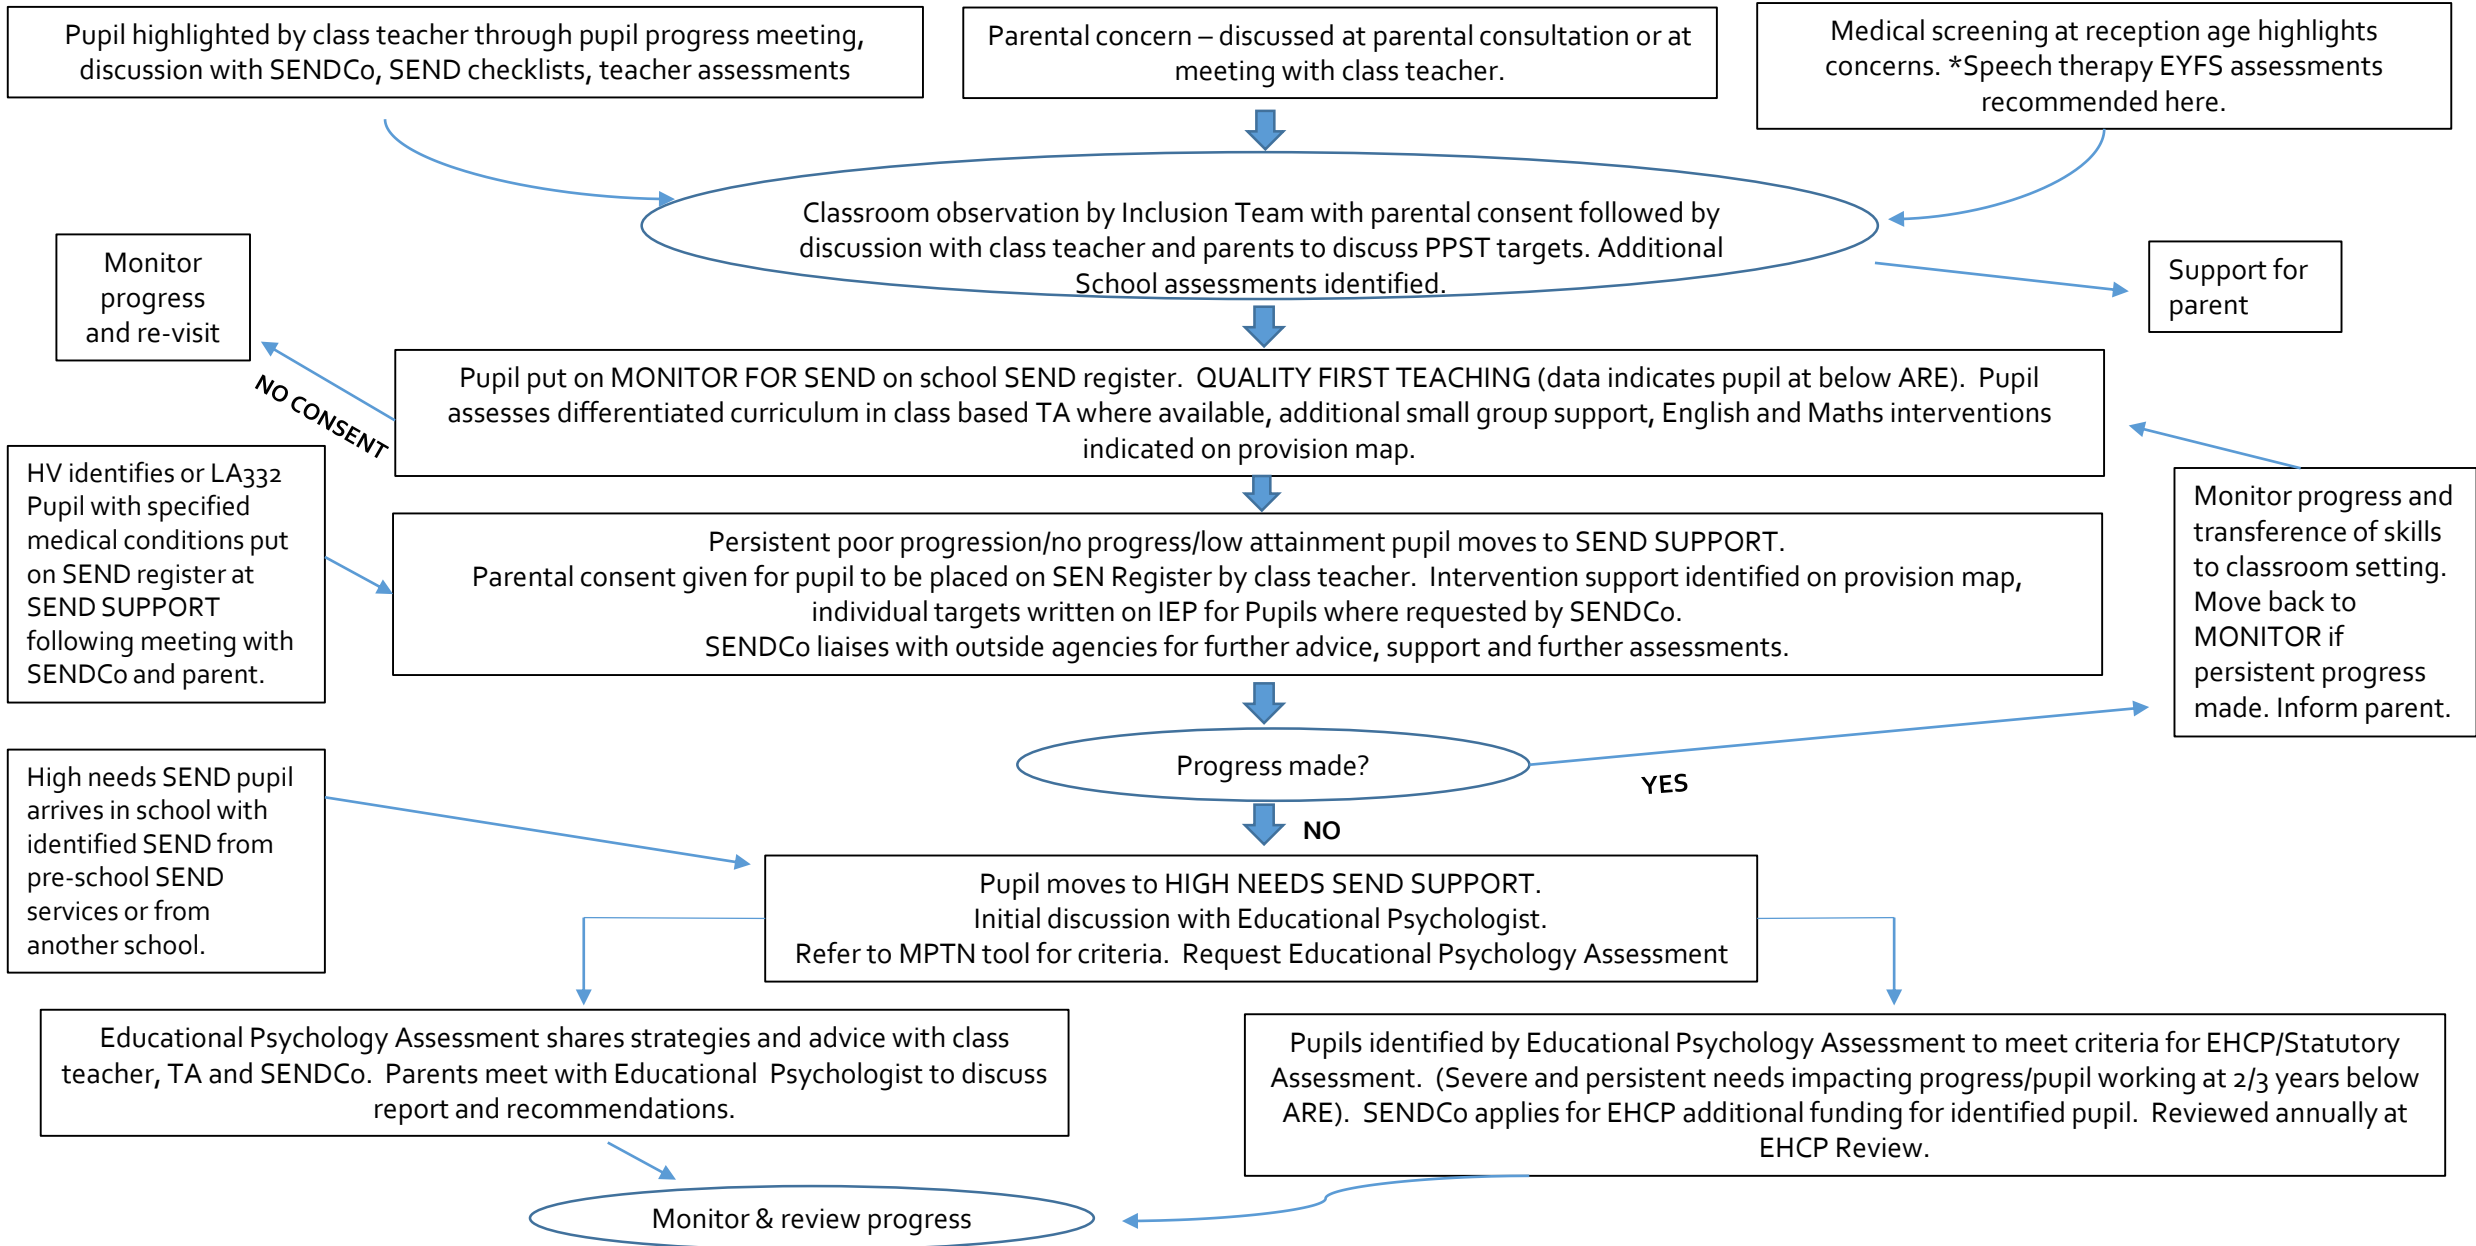 Pupil highlighted by class teacher through pupil progress meeting,
discussion with SENDCo, SEND checklists, teacher assessments
Parental concern – discussed at parental consultation or at
meeting with class teacher.
Medical screening at reception age highlights
concerns. *Speech therapy EYFS assessments
recommended here.
Classroom observation by Inclusion Team with parental consent followed by
discussion with class teacher and parents to discuss PPST targets. Additional
School assessments identified.
Monitor
progress
and re-visit
Support for
parent
NO CONSENT
Pupil put on MONITOR FOR SEND on school SEND register.  QUALITY FIRST TEACHING (data indicates pupil at below ARE).  Pupil
assesses differentiated curriculum in class based TA where available, additional small group support, English and Maths interventions
indicated on provision map.
HV identifies or LA332
Pupil with specified
medical conditions put
on SEND register at
SEND SUPPORT
following meeting with
SENDCo and parent.
Persistent poor progression/no progress/low attainment pupil moves to SEND SUPPORT.
Parental consent given for pupil to be placed on SEN Register by class teacher.  Intervention support identified on provision map,
individual targets written on IEP for Pupils where requested by SENDCo.
SENDCo liaises with outside agencies for further advice, support and further assessments.
Monitor progress and
transference of skills
to classroom setting.
Move back to
MONITOR if
persistent progress
made. Inform parent.
Progress made?
YES
NO
High needs SEND pupil
arrives in school with
identified SEND from
pre-school SEND
services or from
another school.
Pupil moves to HIGH NEEDS SEND SUPPORT.
Initial discussion with Educational Psychologist.
Refer to MPTN tool for criteria.  Request Educational Psychology Assessment
Educational Psychology Assessment shares strategies and advice with class
teacher, TA and SENDCo.  Parents meet with Educational  Psychologist to discuss
report and recommendations.
Pupils identified by Educational Psychology Assessment to meet criteria for EHCP/Statutory
Assessment.  (Severe and persistent needs impacting progress/pupil working at 2/3 years below
ARE).  SENDCo applies for EHCP additional funding for identified pupil.  Reviewed annually at
EHCP Review.
Monitor & review progress